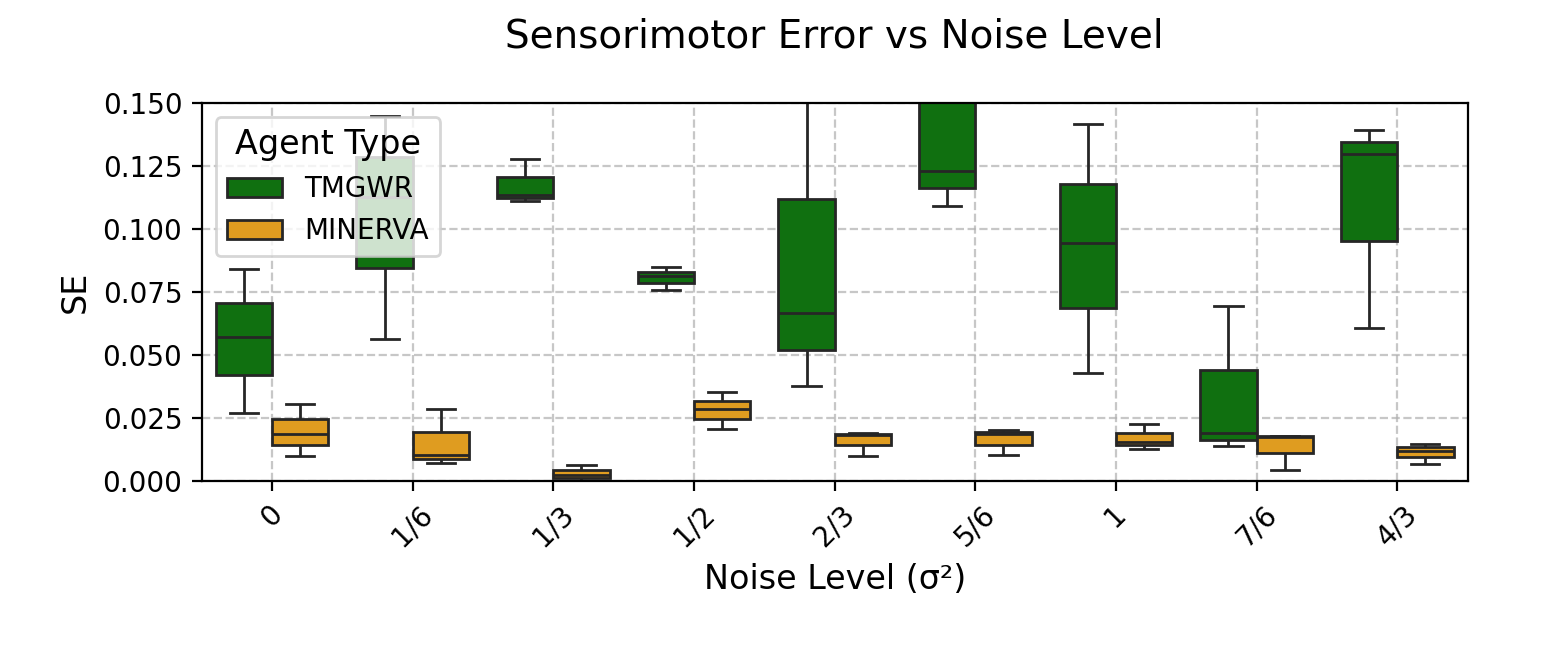 Sensorimotor Error vs Noise Level
0.150
0.125
0.100
0.075
0.050
0.025
0.000
SE
Agent Type
TMGWR
MINERVA
0
1/6
1/3
1/2
2/3
5/6
1
7/6
4/3
Noise Level (σ²)